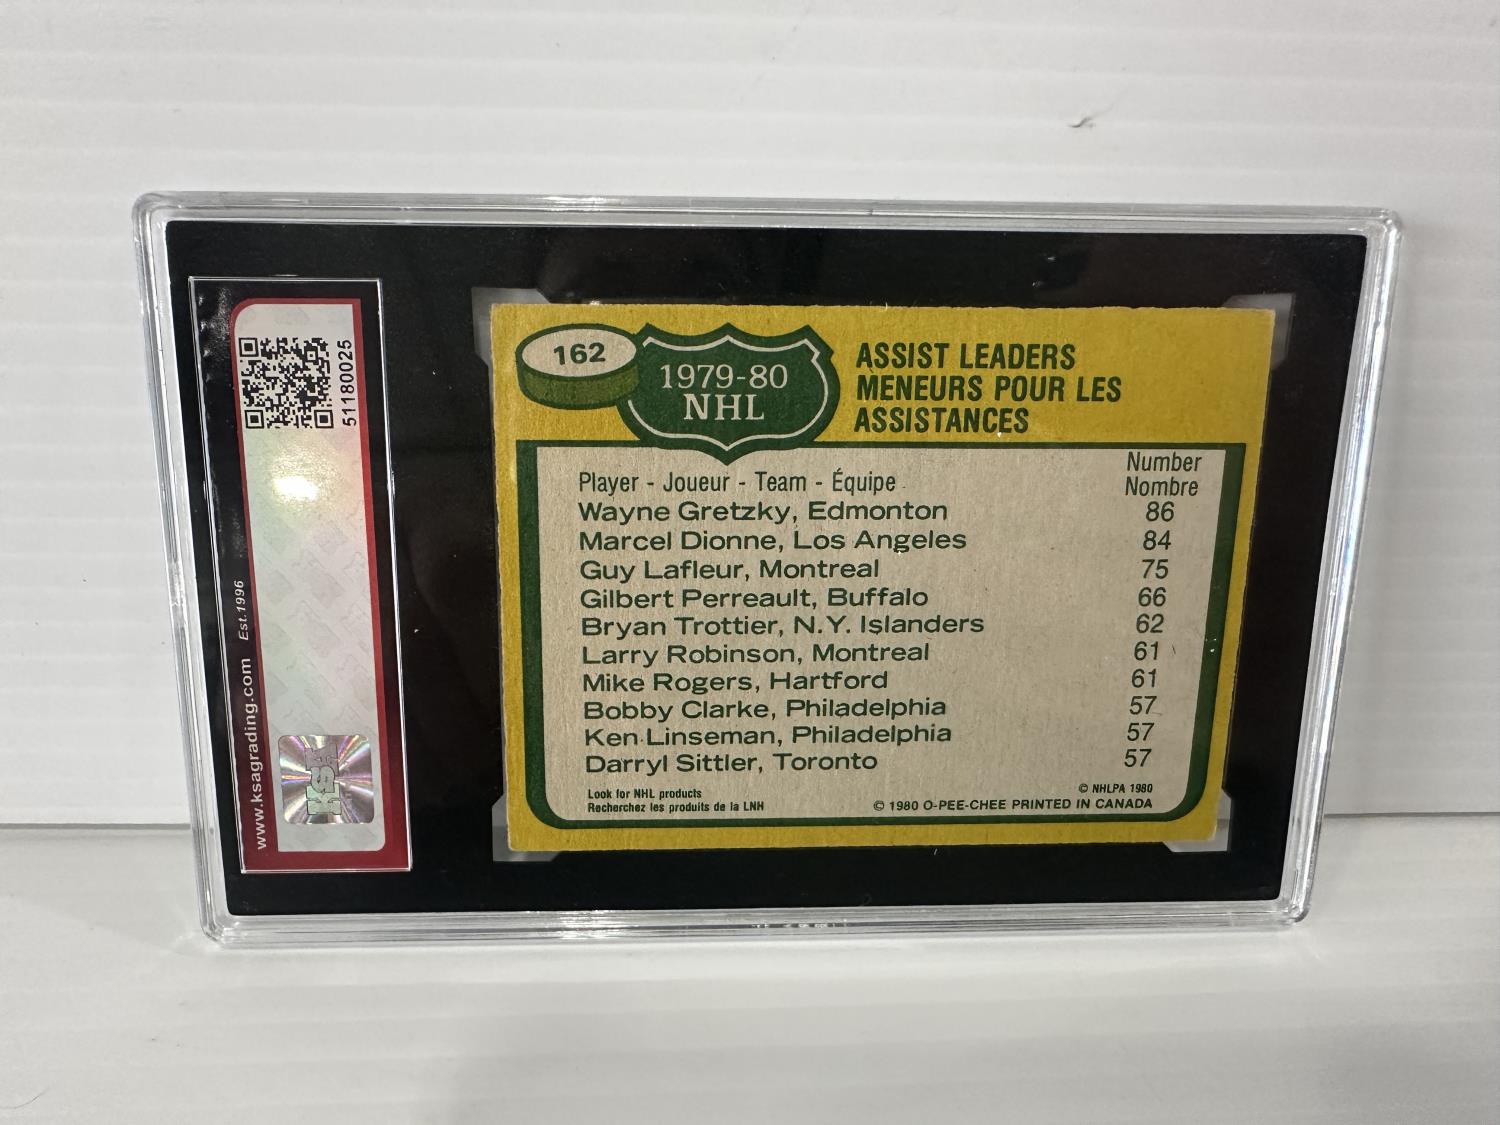 51180025
www.ksagrading.com Est.1996
KSA
162
1979-80
NHL
ASSIST LEADERS
MENEURS POUR LES
ASSISTANCES
Player - Joueur - Team - Équipe
Number
Nombre
Wayne Gretzky, Edmonton 86
Marcel Dionne, Los Angeles 84
Guy Lafleur, Montreal 75
Gilbert Perreault, Buffalo 66
Bryan Trottier, N.Y. Islanders 62
Larry Robinson, Montreal 61
Mike Rogers, Hartford 61
Bobby Clarke, Philadelphia 57
Ken Linseman, Philadelphia 57
Darryl Sittler, Toronto 57
Look for NHL products
Recherchez les produits de la LNH
© NHLPA 1980
© 1980 O-PEE-CHEE PRINTED IN CANADA